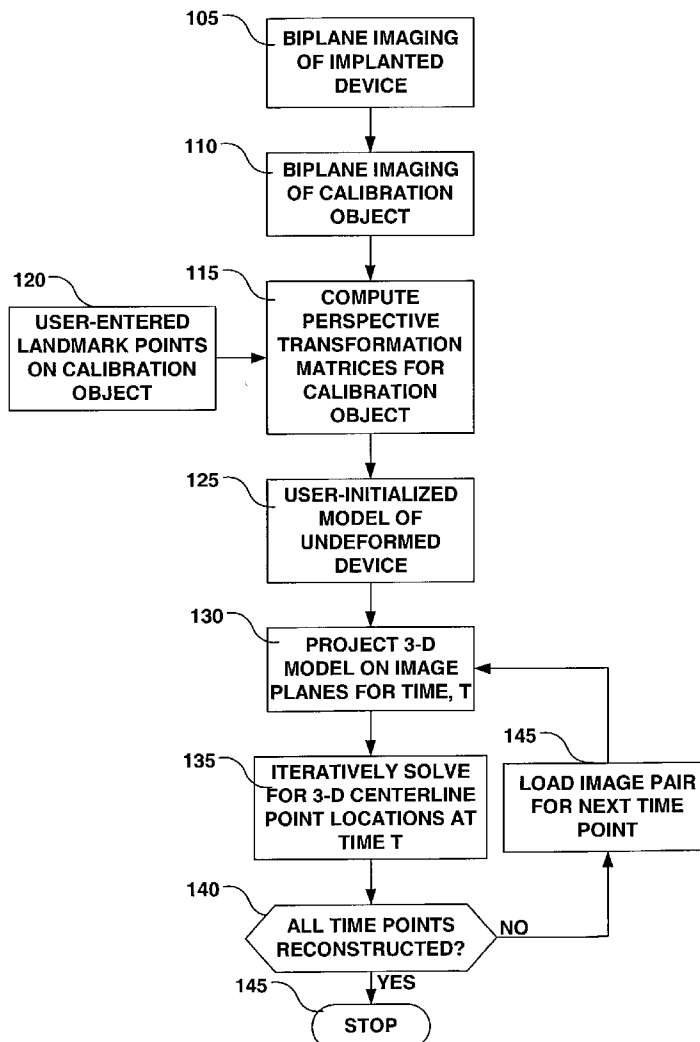 105
BIPLANE IMAGING
OF IMPLANTED
DEVICE
110
BIPLANE IMAGING
OF CALIBRATION
OBJECT
120
USER-ENTERED
LANDMARK POINTS
ON CALIBRATION
OBJECT
115
COMPUTE
PERSPECTIVE
TRANSFORMATION
MATRICES FOR
CALIBRATION
OBJECT
125
USER-INITIALIZED
MODEL OF
UNDEFORMED
DEVICE
130
PROJECT 3-D
MODEL ON IMAGE
PLANES FOR TIME, T
135
ITERATIVELY SOLVE
FOR 3-D CENTERLINE
POINT LOCATIONS AT
TIME T
145
LOAD IMAGE PAIR
FOR NEXT TIME
POINT
140
ALL TIME POINTS
RECONSTRUCTED?
NO
YES
145
STOP